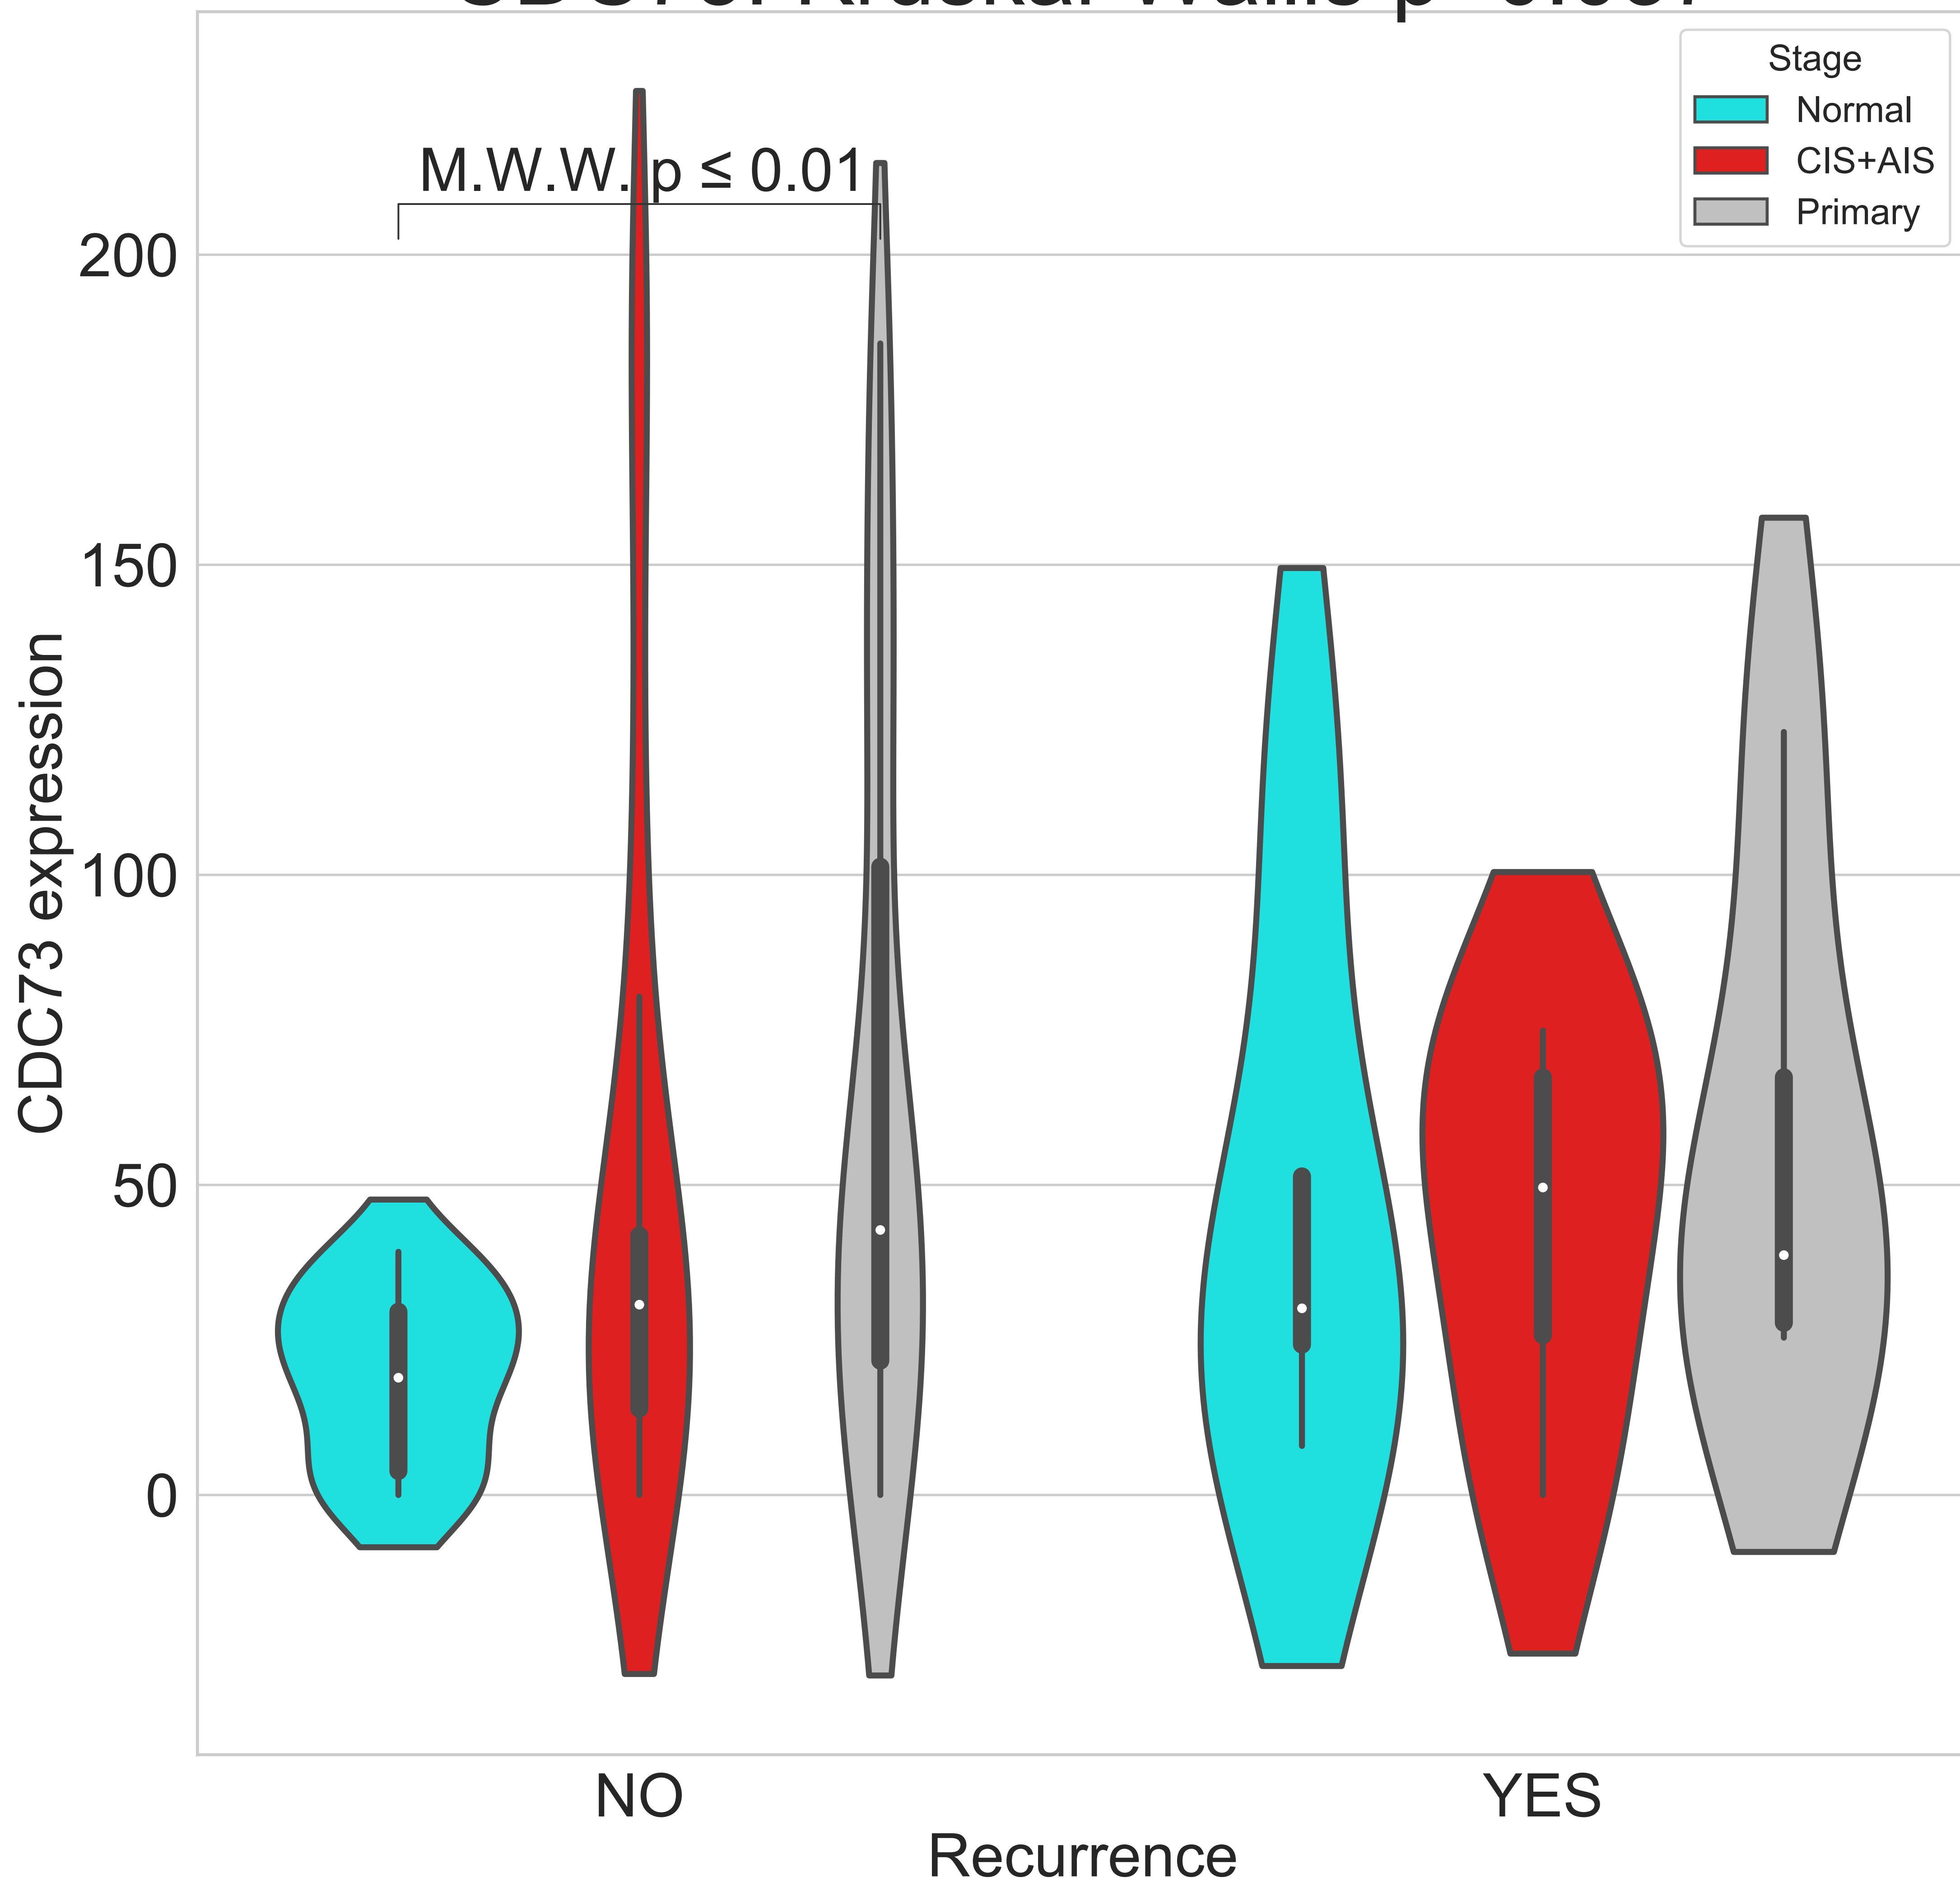 Stage
Normal
CIS+AIS
Primary
M.W.W. p ≤ 0.01
200
150
100
50
0
CDC73 expression
NO
YES
Recurrence